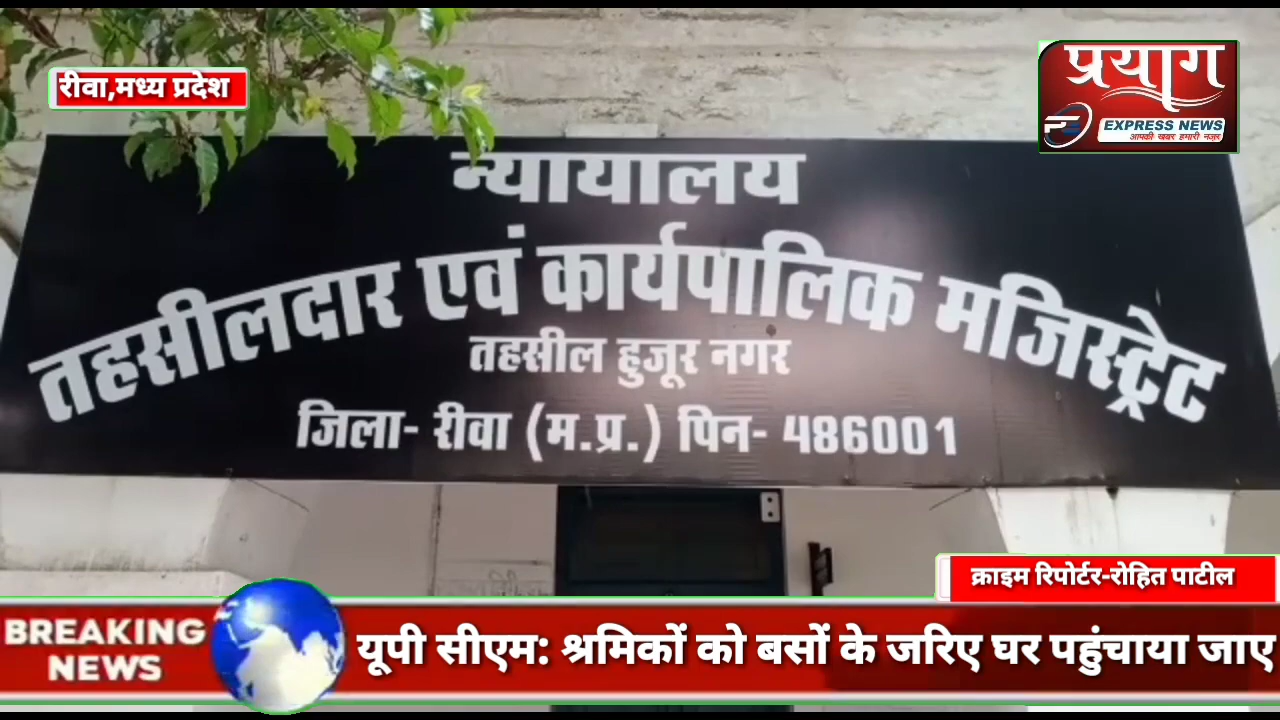 रीवा,मध्य प्रदेश
प्रयाग
EXPRESS NEWS
आपकी खबर हमारी नजर
न्यायालय
तहसीलदार एवं कार्यपालिक मजिस्ट्रेट
तहसील हुजूर नगर
जिला- रीवा (म.प्र.) पिन- 486001
क्राइम रिपोर्टर-रोहित पाटील
BREAKING
NEWS
यूपी सीएम: श्रमिकों को बसों के जरिए घर पहुंचाया जाए